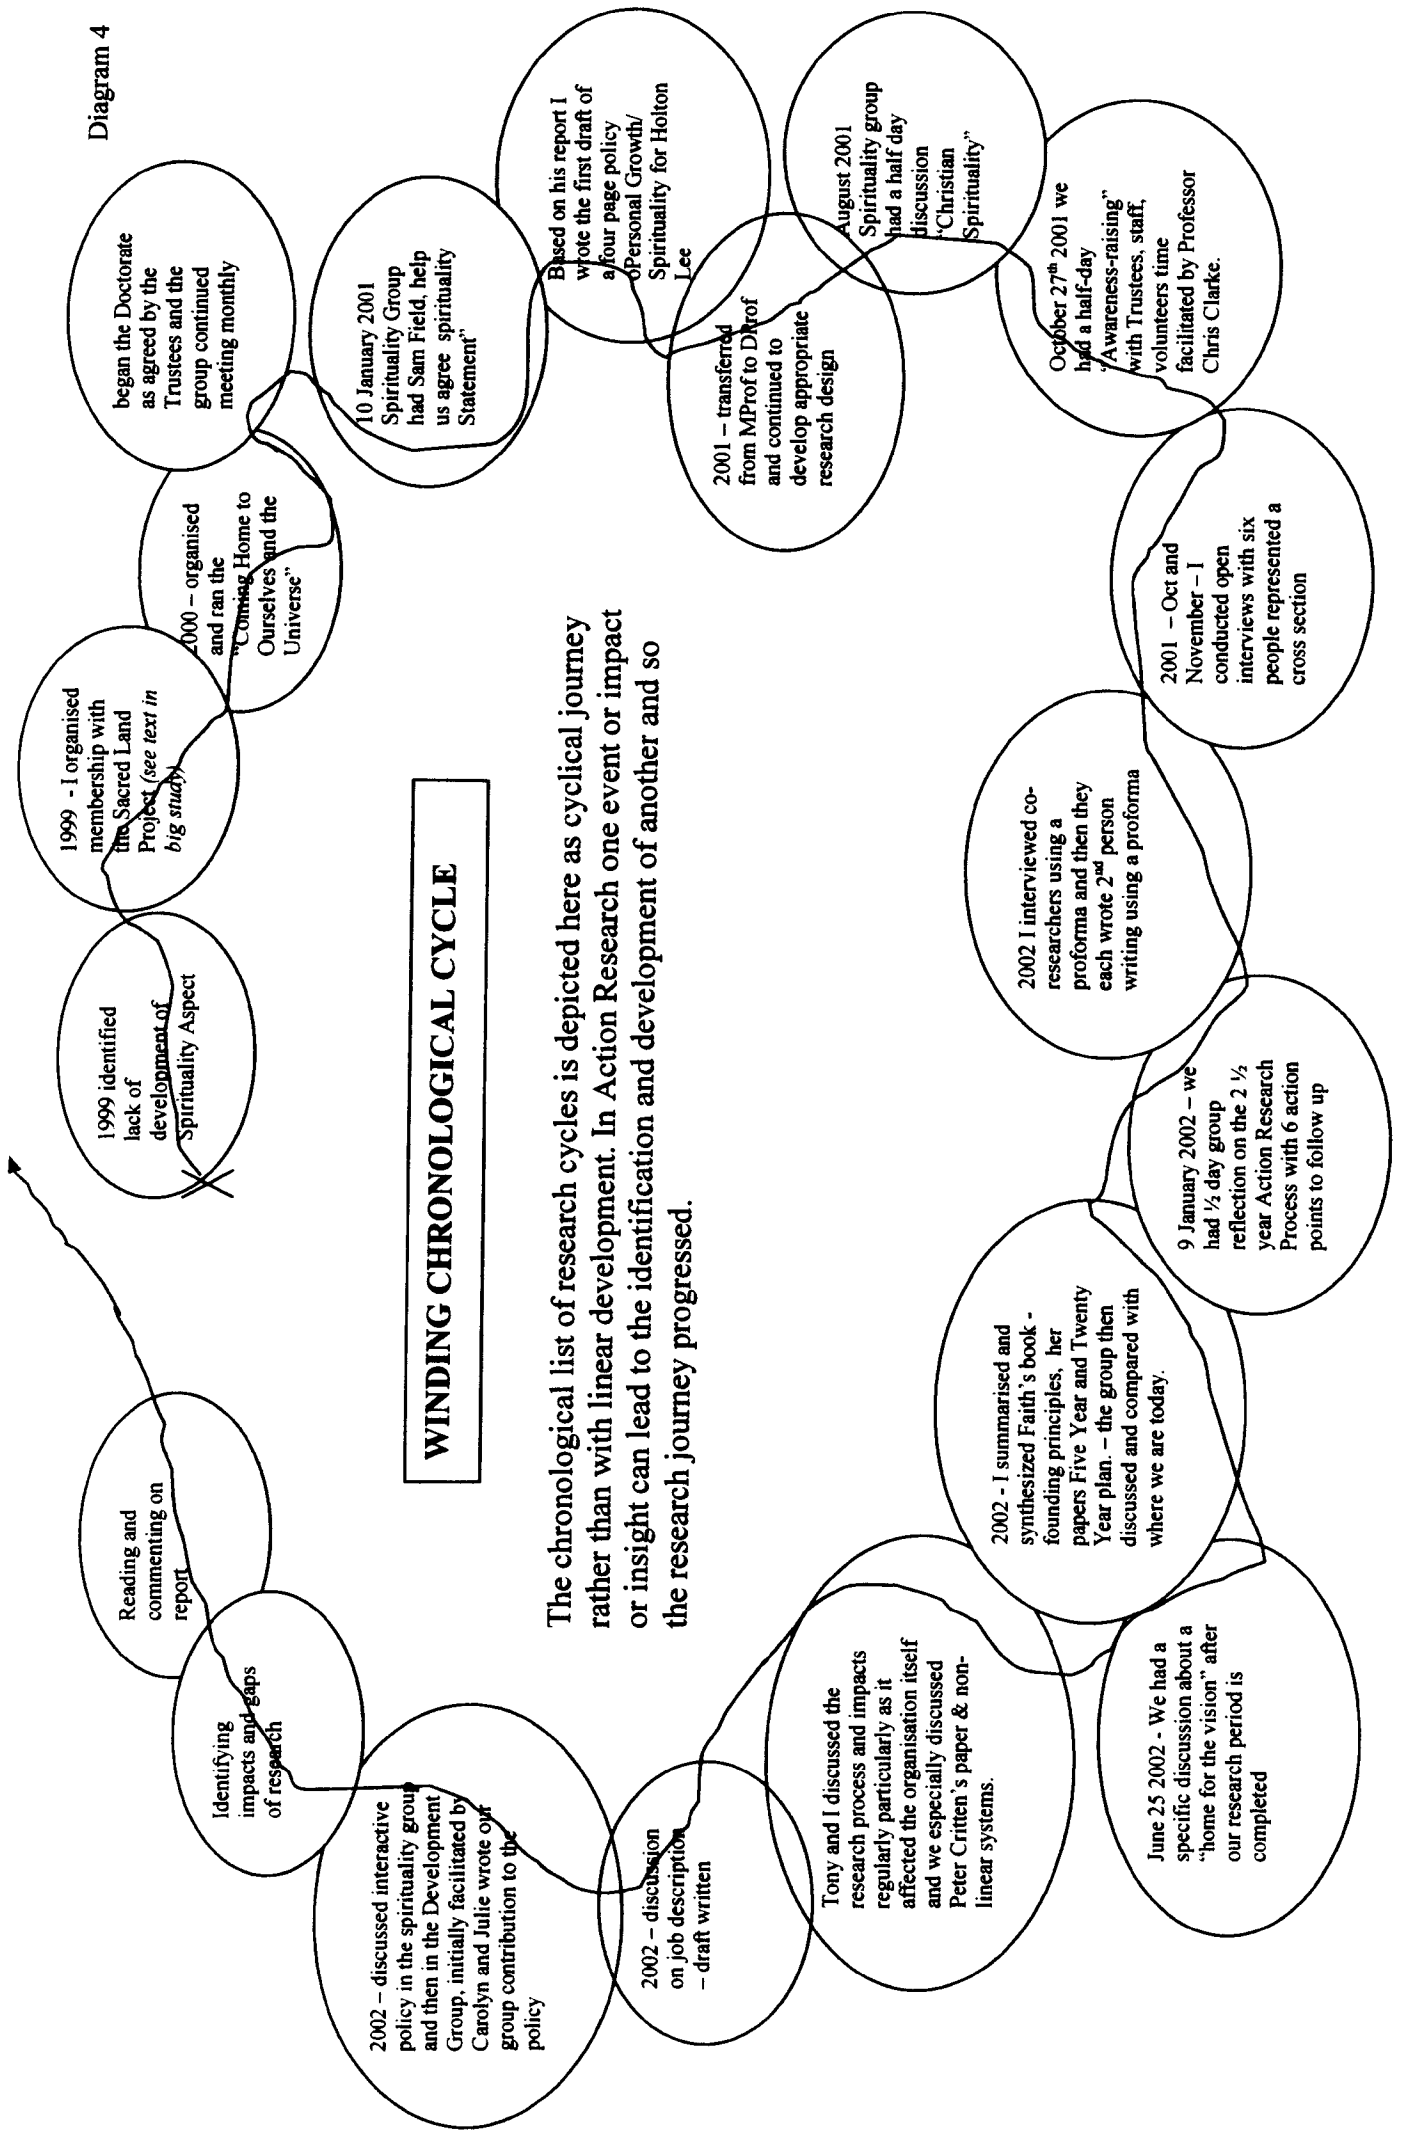 Diagram 4
1999 identified
lack of
development of
Spirituality Aspect
1999 - I organised
membership with
the Sacred Land
Project (see text in
big study)
2000 – organised
and ran the
“Coming Home to
Ourselves and the
Universe”
began the Doctorate
as agreed by the
Trustees and the
group continued
meeting monthly
10 January 2001
Spirituality Group
had Sam Field, help
us agree spirituality
Statement”
Based on his report I
wrote the first draft of
a four page policy
oPersonal Growth/
Spirituality for Holton
Lee
2001 – transferred
from MProf to DProf
and continued to
develop appropriate
research design
August 2001
Spirituality group
had a half day
discussion
“Christian
Spirituality”
October 27th 2001 we
had a half-day
“Awareness-raising”
with Trustees, staff,
volunteers time
facilitated by Professor
Chris Clarke.
2001 – Oct and
November – I
conducted open
interviews with six
people represented a
cross section
2002 I interviewed co-
researchers using a
proforma and then they
each wrote 2nd person
writing using a proforma
9 January 2002 – we
had ½ day group
reflection on the 2 ½
year Action Research
Process with 6 action
points to follow up
2002 - I summarised and
synthesized Faith’s book -
founding principles, her
papers Five Year and Twenty
Year plan. – the group then
discussed and compared with
where we are today.
June 25 2002 - We had a
specific discussion about a
“home for the vision” after
our research period is
completed
Tony and I discussed the
research process and impacts
regularly particularly as it
affected the organisation itself
and we especially discussed
Peter Critten’s paper & non-
linear systems.
2002 – discussion
on job description
– draft written
2002 – discussed interactive
policy in the spirituality group
and then in the Development
Group, initially facilitated by
Carolyn and Julie wrote our
group contribution to the
policy
Identifying
impacts and gaps
of research
Reading and
commenting on
report
WINDING CHRONOLOGICAL CYCLE
The chronological list of research cycles is depicted here as cyclical journey
rather than with linear development. In Action Research one event or impact
or insight can lead to the identification and development of another and so
the research journey progressed.